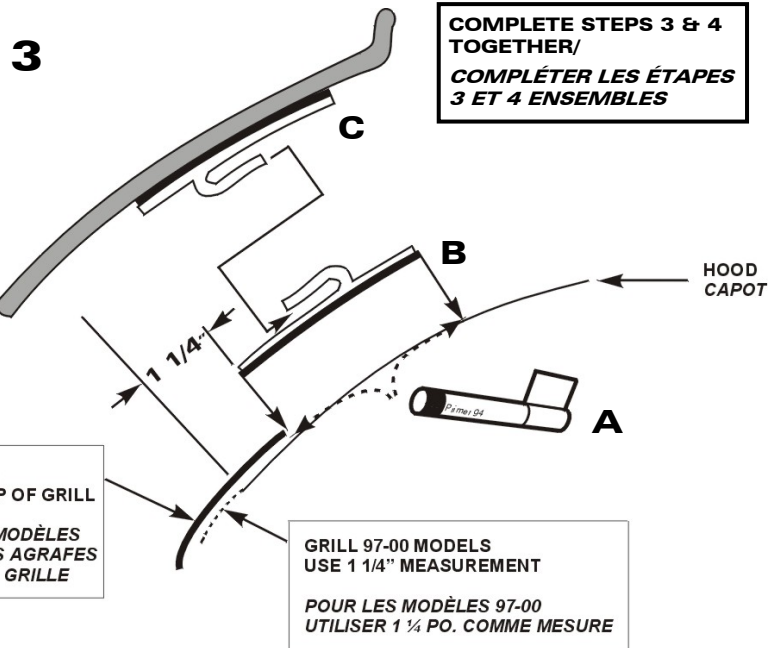 3
COMPLETE STEPS 3 & 4
TOGETHER/
COMPLÉTER LES ÉTAPES
3 ET 4 ENSEMBLES
C
B
HOOD
CAPOT
1 1/4"
Primer 94
A
P OF GRILL
MODÈLES
S AGRAFES
GRILLE
GRILL 97-00 MODELS
USE 1 1/4” MEASUREMENT
POUR LES MODÈLES 97-00
UTILISER 1 ¼ PO. COMME MESURE